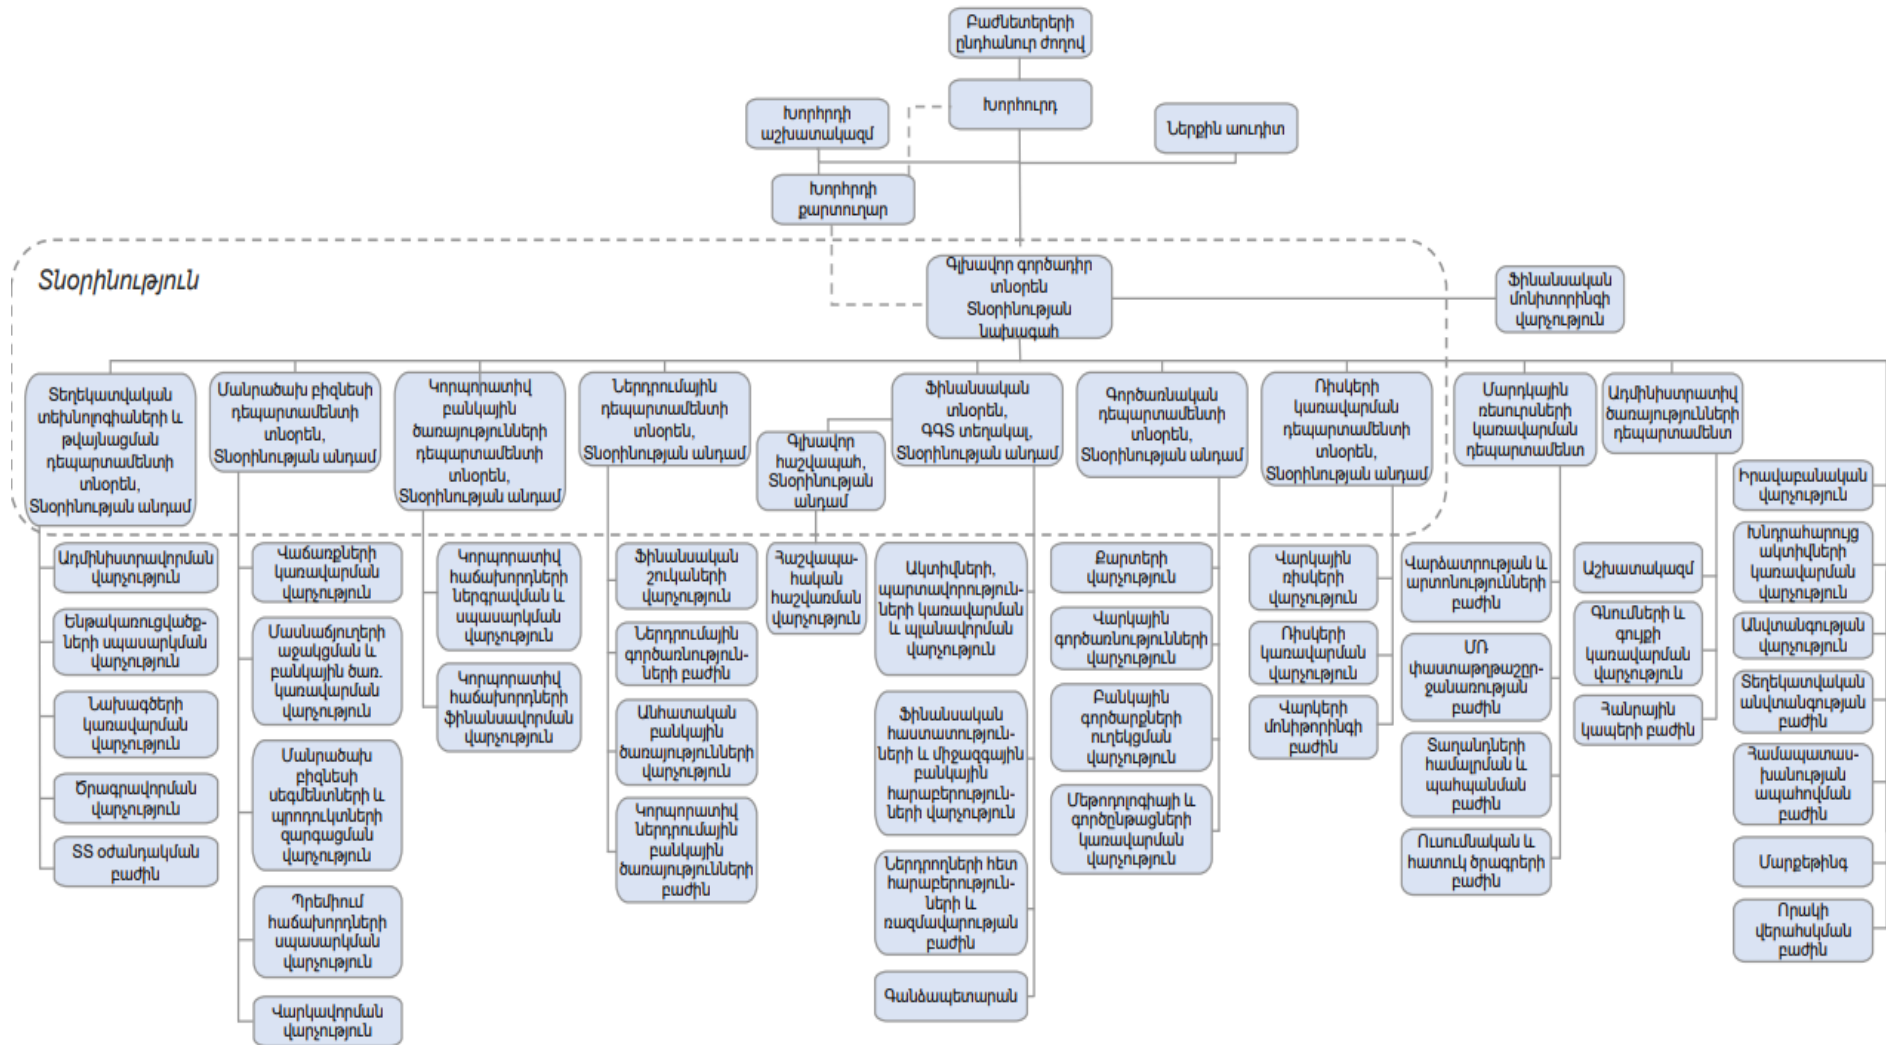 Բաժնետերերի
ընդհանուր ժողով
Խորհուրդ
Խորհրդի
աշխատակազմ
Ներքին աուդիտ
Խորհրդի
քարտուղար
Տնօրինություն
Գլխավոր գործադիր
տնօրեն
Տնօրինության
նախագահ
Ֆինանսական
մոնիտորինգի
վարչություն
Տեղեկատվական
տեխնոլոգիաների և
թվայնացման
դեպարտամենտի
տնօրեն,
Տնօրինության անդամ
Մանրածախ բիզնեսի
դեպարտամենտի
տնօրեն,
Տնօրինության անդամ
Կորպորատիվ
բանկային
ծառայությունների
դեպարտամենտի
տնօրեն,
Տնօրինության անդամ
Ներդրումային
դեպարտամենտի
տնօրեն,
Տնօրինության անդամ
Գլխավոր
հաշվապահ,
Տնօրինության
անդամ
Ֆինանսական
տնօրեն,
ԳԳՏ տեղակալ,
Տնօրինության անդամ
Գործառնական
դեպարտամենտի
տնօրեն,
Տնօրինության անդամ
Ռիսկերի
կառավարման
դեպարտամենտի
տնօրեն,
Տնօրինության անդամ
Մարդկային
ռեսուրսների
կառավարման
դեպարտամենտ
Ադմինիստրատիվ
ծառայությունների
դեպարտամենտ
Ադմինիստրավորման
վարչություն
Ենթակառուցվածք-
ների սպասարկման
վարչություն
Նախագծերի
կառավարման
վարչություն
Ծրագրավորման
վարչություն
ՏՏ օժանդակման
բաժին
Վաճառքների
կառավարման
վարչություն
Մասնաճյուղերի
աջակցման և
բանկային ծառ.
կառավարման
վարչություն
Մանրածախ
բիզնեսի
սեգմենտների և
պրոդուկտների
զարգացման
վարչություն
Պրեմիում
հաճախորդների
սպասարկման
վարչություն
Վարկավորման
վարչություն
Կորպորատիվ
հաճախորդների
ներգրավման և
սպասարկման
վարչություն
Կորպորատիվ
հաճախորդների
ֆինանսավորման
վարչություն
Ֆինանսական
շուկաների
վարչություն
Ներդրումային
գործառնություն-
ների բաժին
Անհատական
բանկային
ծառայությունների
վարչություն
Կորպորատիվ
ներդրումային
բանկային
ծառայությունների
բաժին
Հաշվապա-
հական
հաշվառման
վարչություն
Ակտիվների,
պարտավորություն-
ների կառավարման
և պլանավորման
վարչություն
Ֆինանսական
հաստատություն-
ների և միջազգային
բանկային
հարաբերություն-
ների վարչություն
Ներդրողների հետ
հարաբերություն-
ների և
ռազմավարության
բաժին
Գանձապետարան
Քարտերի
վարչություն
Վարկային
գործառնությունների
վարչություն
Բանկային
գործարքների
ուղեկցման
վարչություն
Մեթոդոլոգիայի և
գործընթացների
կառավարման
վարչություն
Վարկային
ռիսկերի
վարչություն
Ռիսկերի
կառավարման
վարչություն
Վարկերի
մոնիթորինգի
բաժին
Վարձատրության և
արտոնությունների
բաժին
ՄՌ
փաստաթղթաշըր-
ջանառության
բաժին
Տաղանդների
համալրման և
պահպանման
բաժին
Ուսումնական և
հատուկ ծրագրերի
բաժին
Աշխատակազմ
Գնումների և
գույքի
կառավարման
վարչություն
Հանրային
կապերի բաժին
Իրավաբանական
վարչություն
Խնդրահարույց
ակտիվների
կառավարման
վարչություն
Անվտանգության
վարչություն
Տեղեկատվական
անվտանգության
բաժին
Համապատաս-
խանության
ապահովման
բաժին
Մարքեթինգ
Որակի
վերահսկման
բաժին